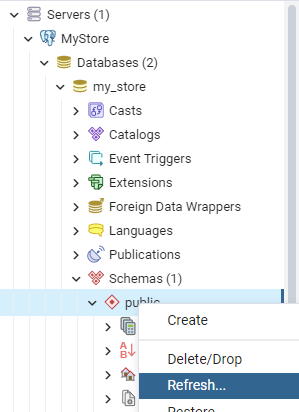 Servers (1)
MyStore
Databases (2)
my_store
Casts
Catalogs
Event Triggers
Extensions
Foreign Data Wrappers
Languages
Publications
Schemas (1)
public
Create
Delete/Drop
Refresh...
Restore